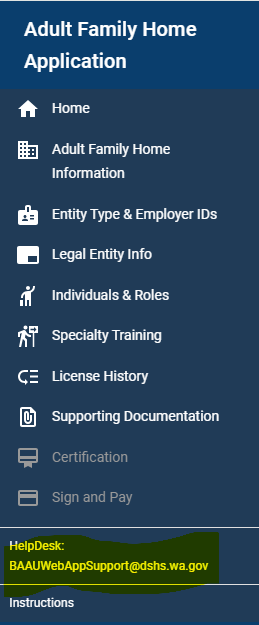 Adult Family Home
Application
Home
Adult Family Home
Information
Entity Type & Employer IDs
Legal Entity Info
Individuals & Roles
Specialty Training
License History
Supporting Documentation
Certification
Sign and Pay
HelpDesk:
BAAUWebAppSupport@dshs.wa.gov
Instructions